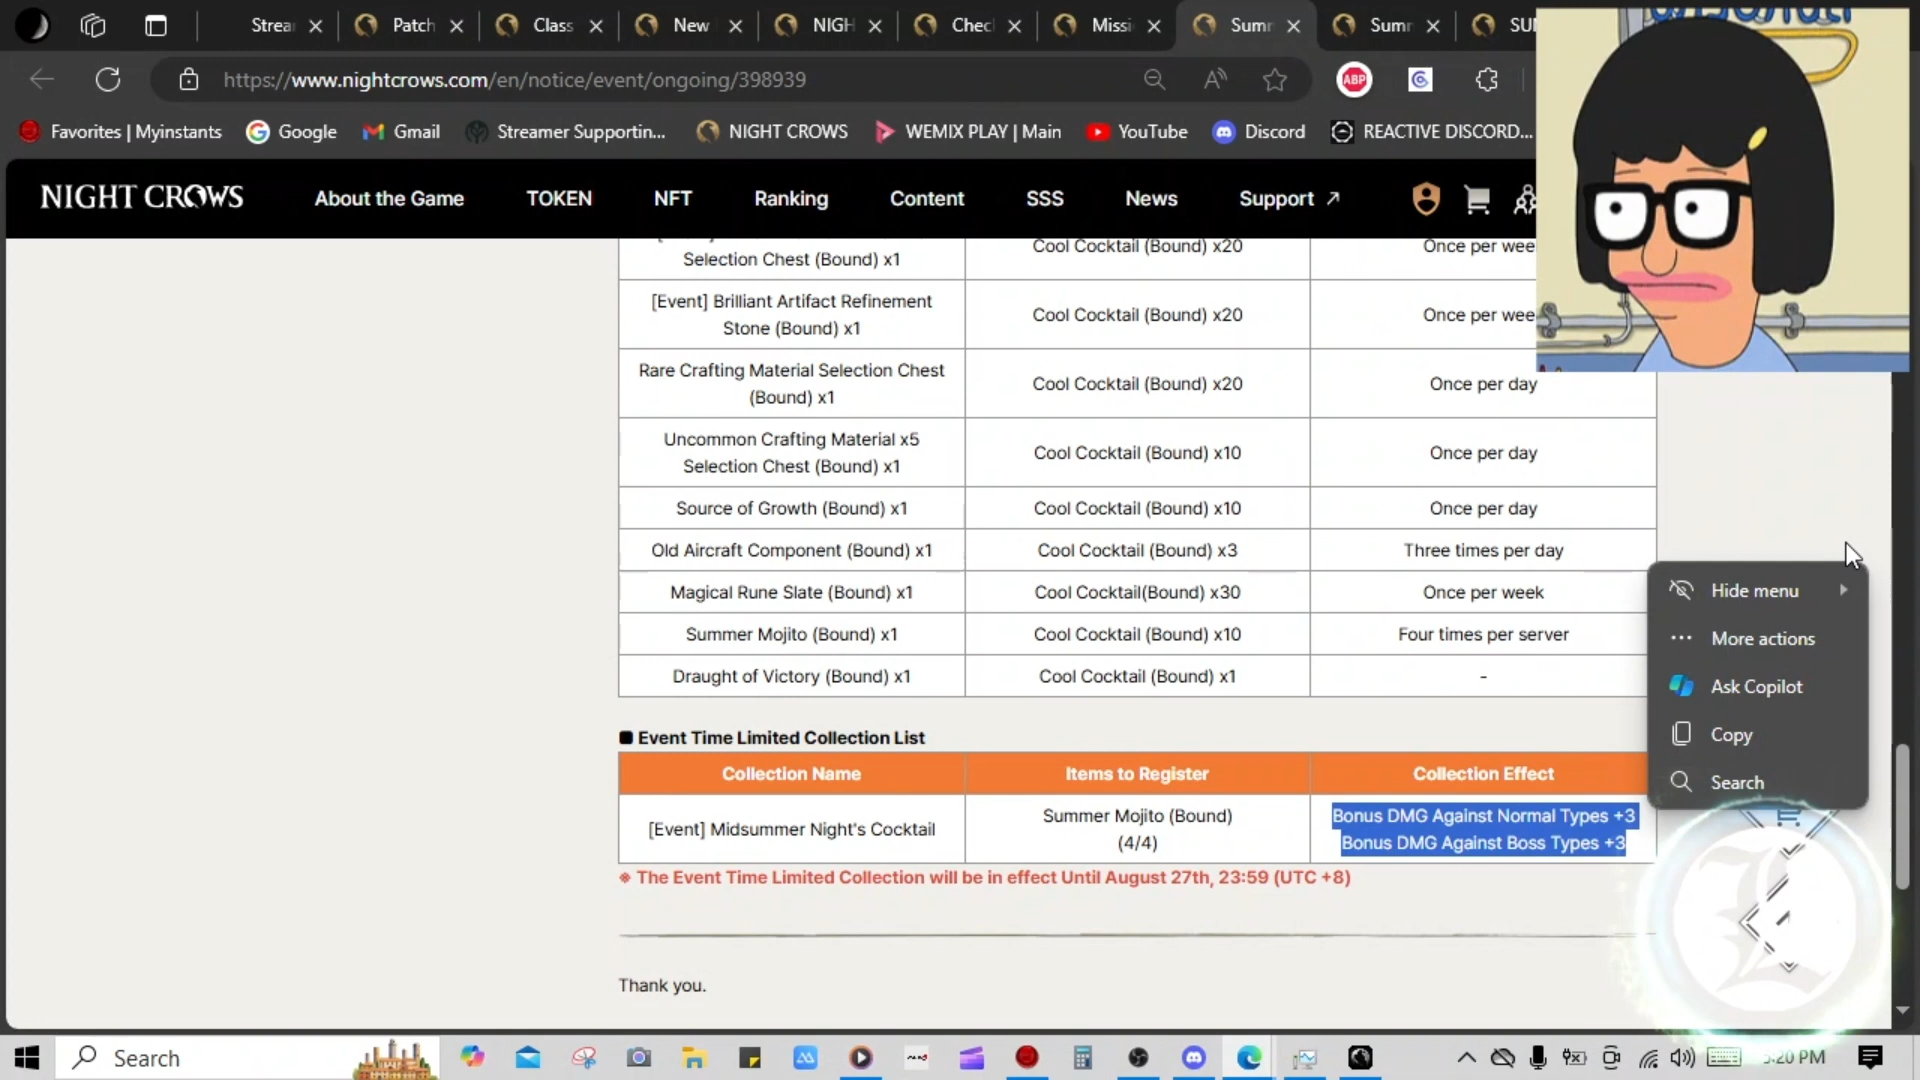 Strea
Patch
Class
New
NIGH
Chec
Missi
Sum
Sum
SU
https://www.nightcrows.com/en/notice/event/ongoing/398939
ABP
Favorites | Myinstants
Google
Gmail
Streamer Supportin...
NIGHT CROWS
WEMIX PLAY | Main
YouTube
Discord
REACTIVE DISCORD...
NIGHT CROWS
About the Game
TOKEN
NFT
Ranking
Content
SSS
News
Support ↗
Selection Chest (Bound) x1
Cool Cocktail (Bound) x20
Once per wee
[Event] Brilliant Artifact Refinement
Stone (Bound) x1
Cool Cocktail (Bound) x20
Once per wee
Rare Crafting Material Selection Chest
(Bound) x1
Cool Cocktail (Bound) x20
Once per day
Uncommon Crafting Material x5
Selection Chest (Bound) x1
Cool Cocktail (Bound) x10
Once per day
Source of Growth (Bound) x1
Cool Cocktail (Bound) x10
Once per day
Old Aircraft Component (Bound) x1
Cool Cocktail (Bound) x3
Three times per day
Magical Rune Slate (Bound) x1
Cool Cocktail(Bound) x30
Once per week
Summer Mojito (Bound) x1
Cool Cocktail (Bound) x10
Four times per server
Draught of Victory (Bound) x1
Cool Cocktail (Bound) x1
-
Hide menu
More actions
Ask Copilot
Copy
Search
■ Event Time Limited Collection List
Collection Name
Items to Register
Collection Effect
[Event] Midsummer Night's Cocktail
Summer Mojito (Bound)
(4/4)
Bonus DMG Against Normal Types +3
Bonus DMG Against Boss Types +3
※ The Event Time Limited Collection will be in effect Until August 27th, 23:59 (UTC +8)
Thank you.
Search
:20 PM